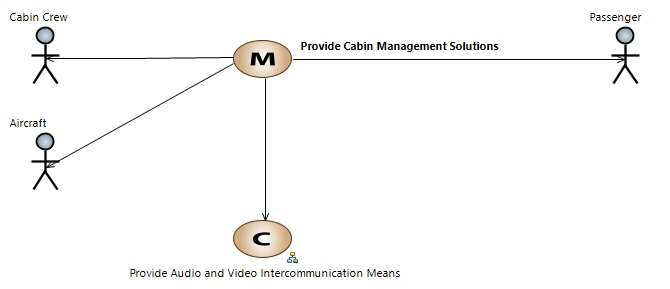 Cabin Crew
Passenger
M
Provide Cabin Management Solutions
Aircraft
C
Provide Audio and Video Intercommunication Means